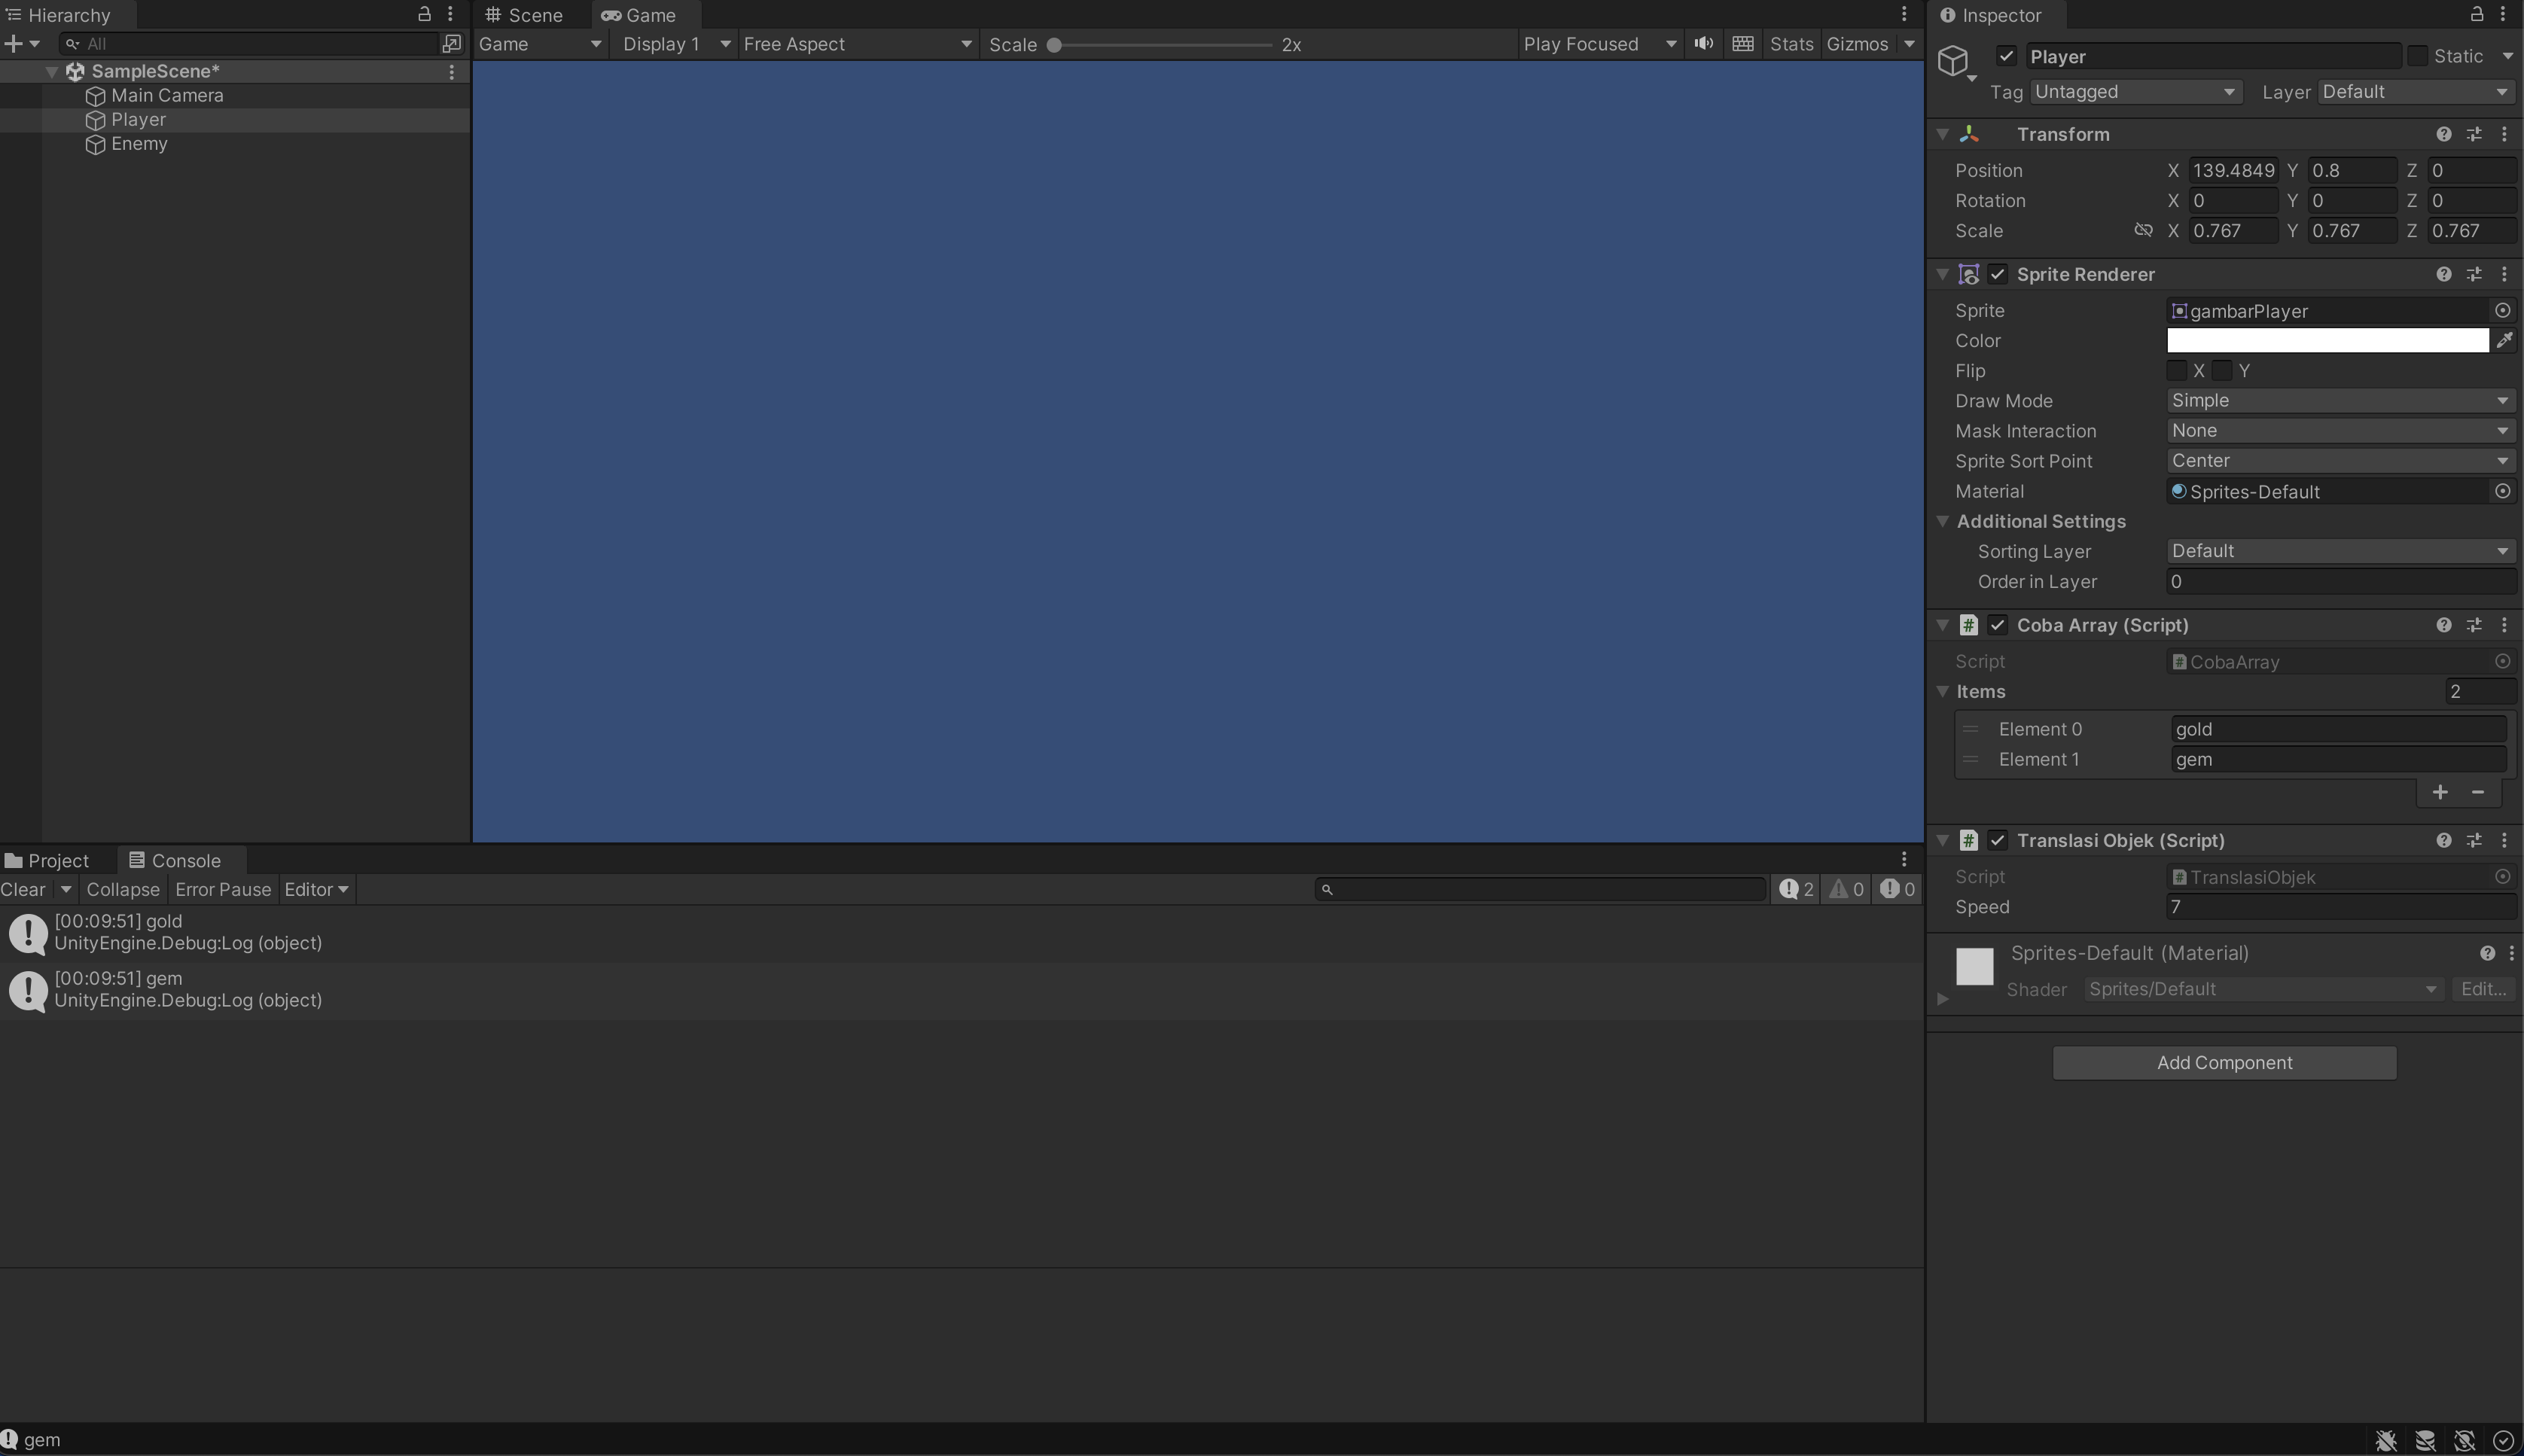 Hierarchy
All
SampleScene*
Main Camera
Player
Enemy
Scene
Game
Game
Display 1
Free Aspect
Scale
2x
Play Focused
Stats
Gizmos
Project
Console
Clear
Collapse
Error Pause
Editor
2
0
0
[00:09:51] gold
UnityEngine.Debug:Log (object)
[00:09:51] gem
UnityEngine.Debug:Log (object)
gem
Inspector
Player
Static
Tag Untagged
Layer Default
Transform
Position X 139.4849 Y 0.8 Z 0
Rotation X 0 Y 0 Z 0
Scale X 0.767 Y 0.767 Z 0.767
Sprite Renderer
Sprite gambarPlayer
Color
Flip X Y
Draw Mode Simple
Mask Interaction None
Sprite Sort Point Center
Material Sprites-Default
Additional Settings
Sorting Layer Default
Order in Layer 0
# Coba Array (Script)
Script # CobaArray
Items 2
Element 0 gold
Element 1 gem
+ −
# Translasi Objek (Script)
Script # TranslasiObjek
Speed 7
Sprites-Default (Material)
Shader Sprites/Default Edit...
Add Component